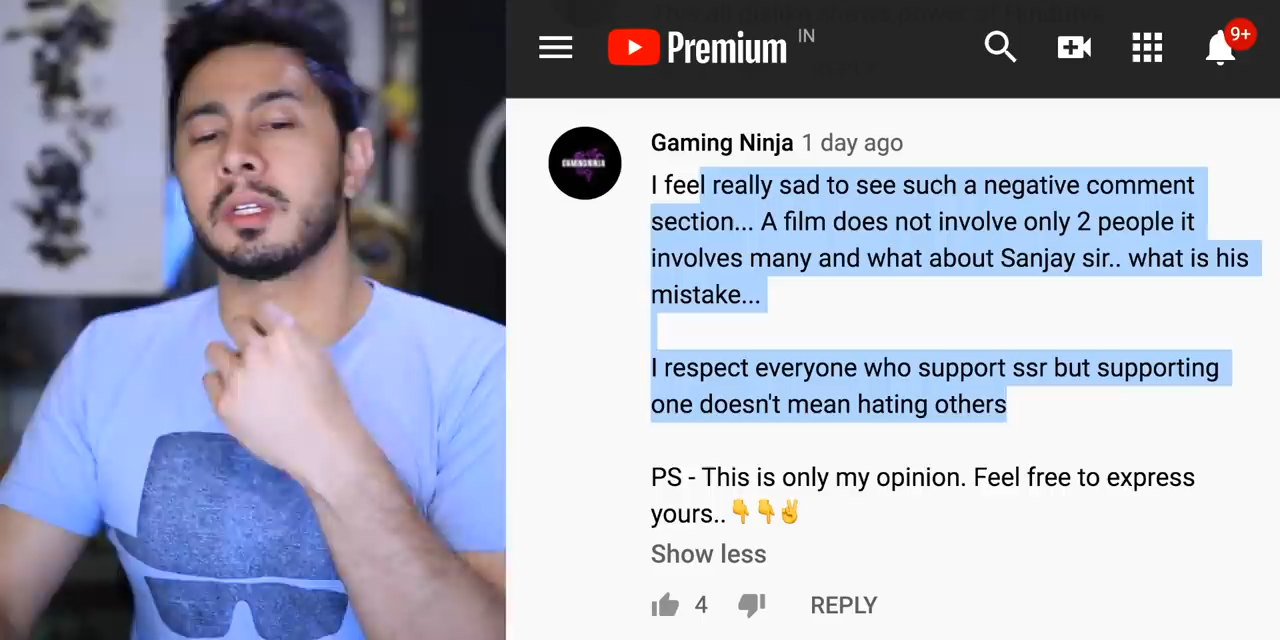 Premium IN
9+
Gaming Ninja 1 day ago
I feel really sad to see such a negative comment
section... A film does not involve only 2 people it
involves many and what about Sanjay sir.. what is his
mistake...
I respect everyone who support ssr but supporting
one doesn't mean hating others
PS - This is only my opinion. Feel free to express
yours..👇👇✌
Show less
4
REPLY